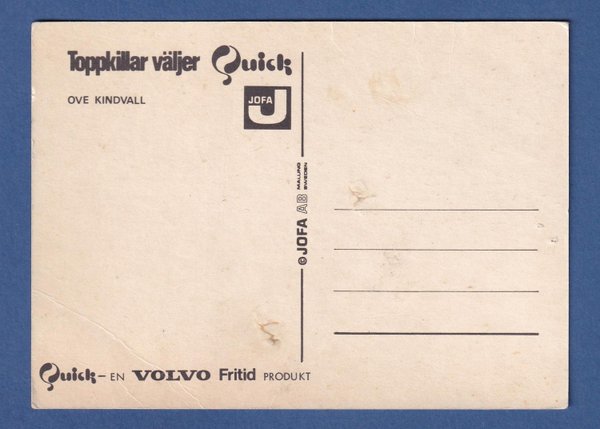 Toppkillar väljer Quick
OVE KINDVALL
JOFA
J
© JOFA AB MALUNG SWEDEN
Quick – EN VOLVO Fritid PRODUKT